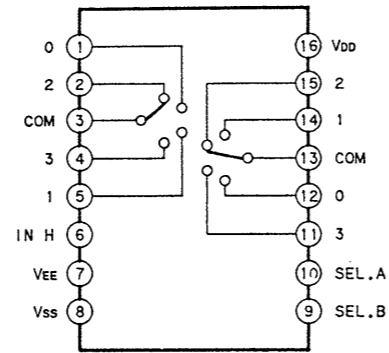 0 1
2 2
COM 3
3 4
1 5
IN H 6
VEE 7
VSS 8
16 VDD
15 2
14 1
13 COM
12 0
11 3
10 SEL.A
9 SEL.B